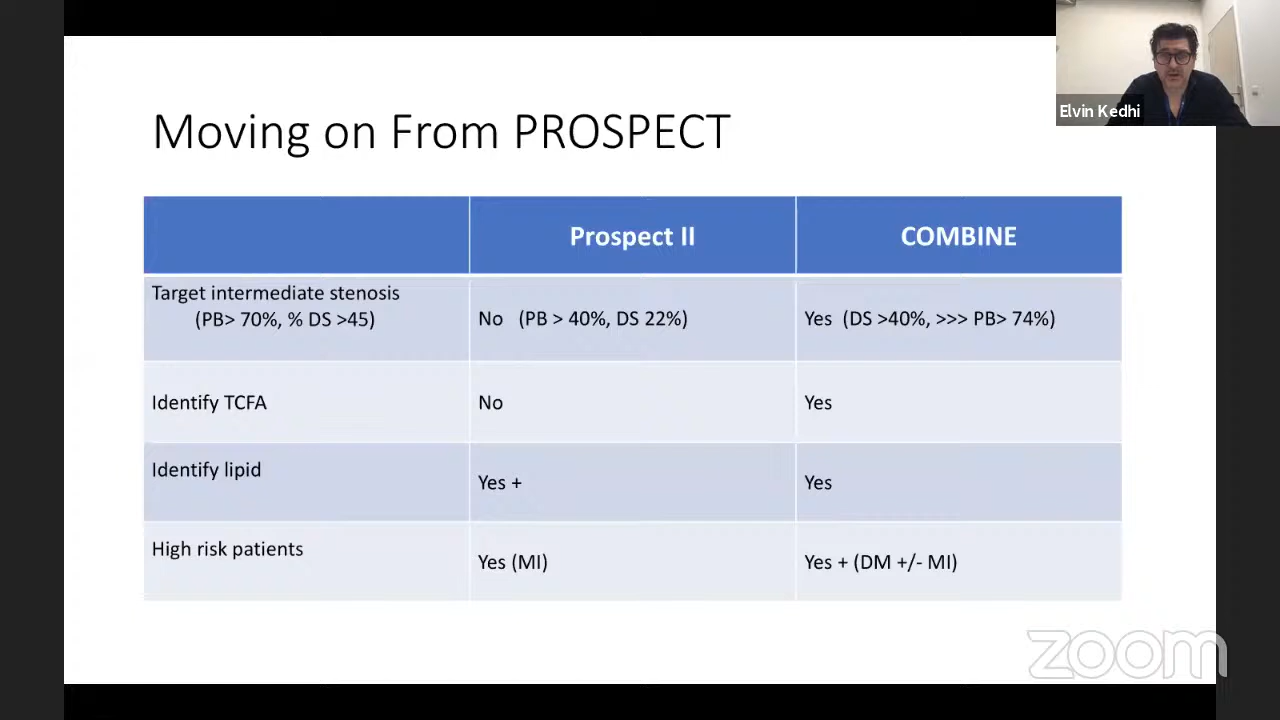 Elvin Kedhi
Moving on From PROSPECT
Prospect II
COMBINE
Target intermediate stenosis
(PB> 70%, % DS >45)
No (PB > 40%, DS 22%)
Yes (DS >40%, >>> PB> 74%)
Identify TCFA
No
Yes
Identify lipid
Yes +
Yes
High risk patients
Yes (MI)
Yes + (DM +/- MI)
zoom